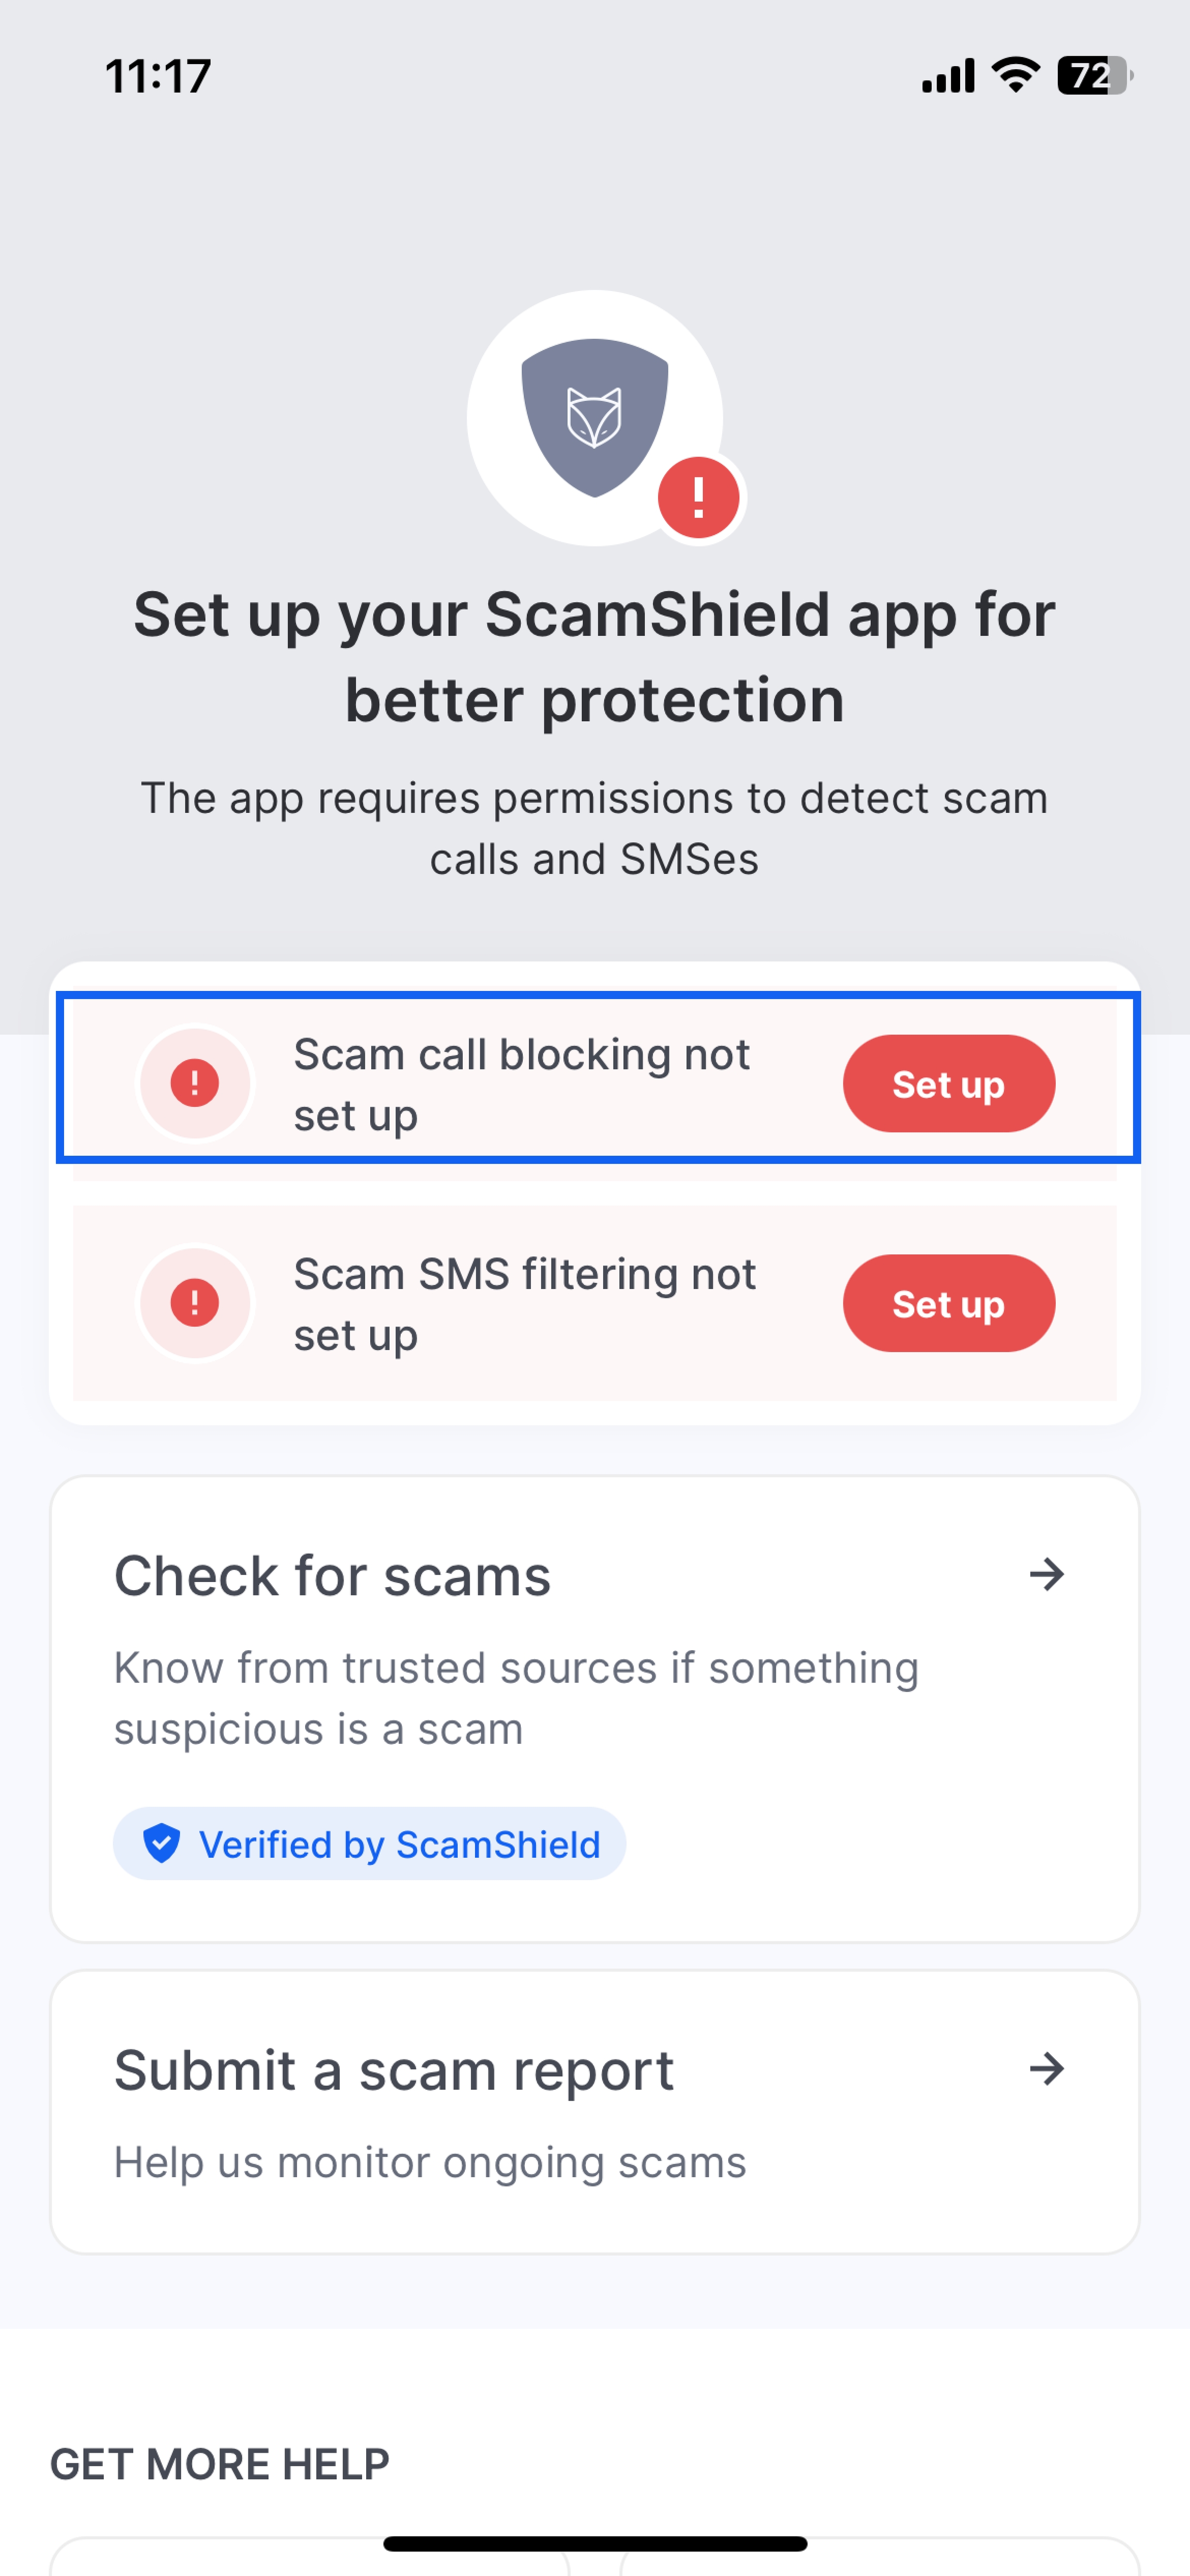 11:17
72
Set up your ScamShield app for
better protection
The app requires permissions to detect scam
calls and SMSes
Scam call blocking not
set up
Set up
Scam SMS filtering not
set up
Set up
Check for scams
Know from trusted sources if something
suspicious is a scam
Verified by ScamShield
Submit a scam report
Help us monitor ongoing scams
GET MORE HELP